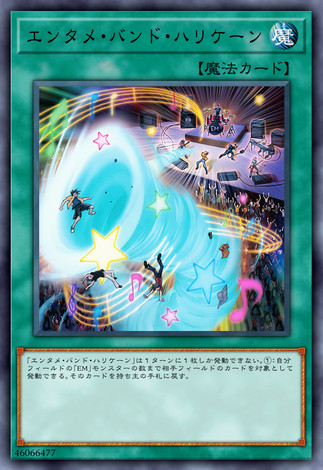 エンタメ・バンド・ハリケーン
魔
【魔法カード】
EM
「エンタメ・バンド・ハリケーン」は１ターンに１枚しか発動できない。①：自分
フィールドの「EM」モンスターの数まで相手フィールドのカードを対象として
発動できる。そのカードを持ち主の手札に戻す。
46066477